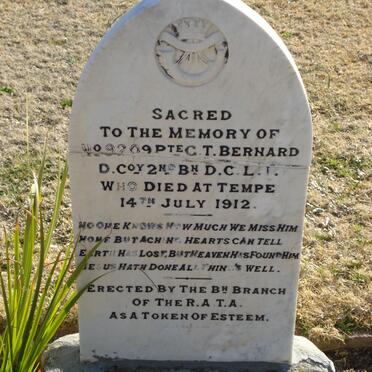 SACRED
TO THE MEMORY OF
NO 9209 PTE C. T. BERNARD
D. COY 2ND BN D. C. L. I.
WHO DIED AT TEMPE
14TH JULY 1912.
NO ONE KNOWS HOW MUCH WE MISS HIM
NONE BUT ACHING HEARTS CAN TELL
EARTH HAS LOST, BUT HEAVEN HAS FOUND HIM
JESUS HATH DONE ALL THINGS WELL.
ERECTED BY THE BN BRANCH
OF THE R. A. T. A.
AS A TOKEN OF ESTEEM.